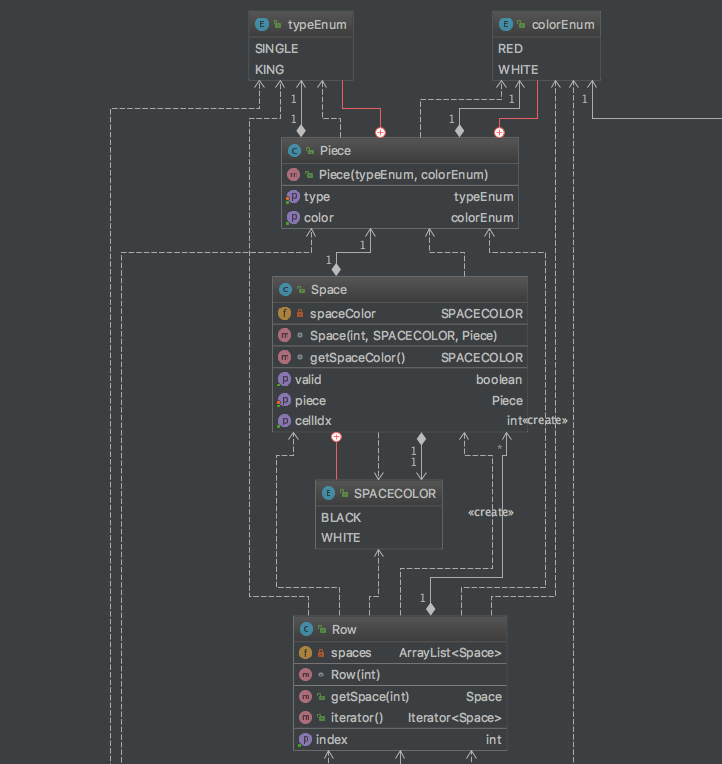 typeEnum
SINGLE
KING
colorEnum
RED
WHITE
1
1
1
1
1
Piece
Piece(typeEnum, colorEnum)
type typeEnum
color colorEnum
1
1
Space
spaceColor SPACECOLOR
Space(int, SPACECOLOR, Piece)
getSpaceColor() SPACECOLOR
valid boolean
piece Piece
cellIdx int
«create»
1
1
*
SPACECOLOR
BLACK
WHITE
«create»
1
Row
spaces ArrayList<Space>
Row(int)
getSpace(int) Space
iterator() Iterator<Space>
index int